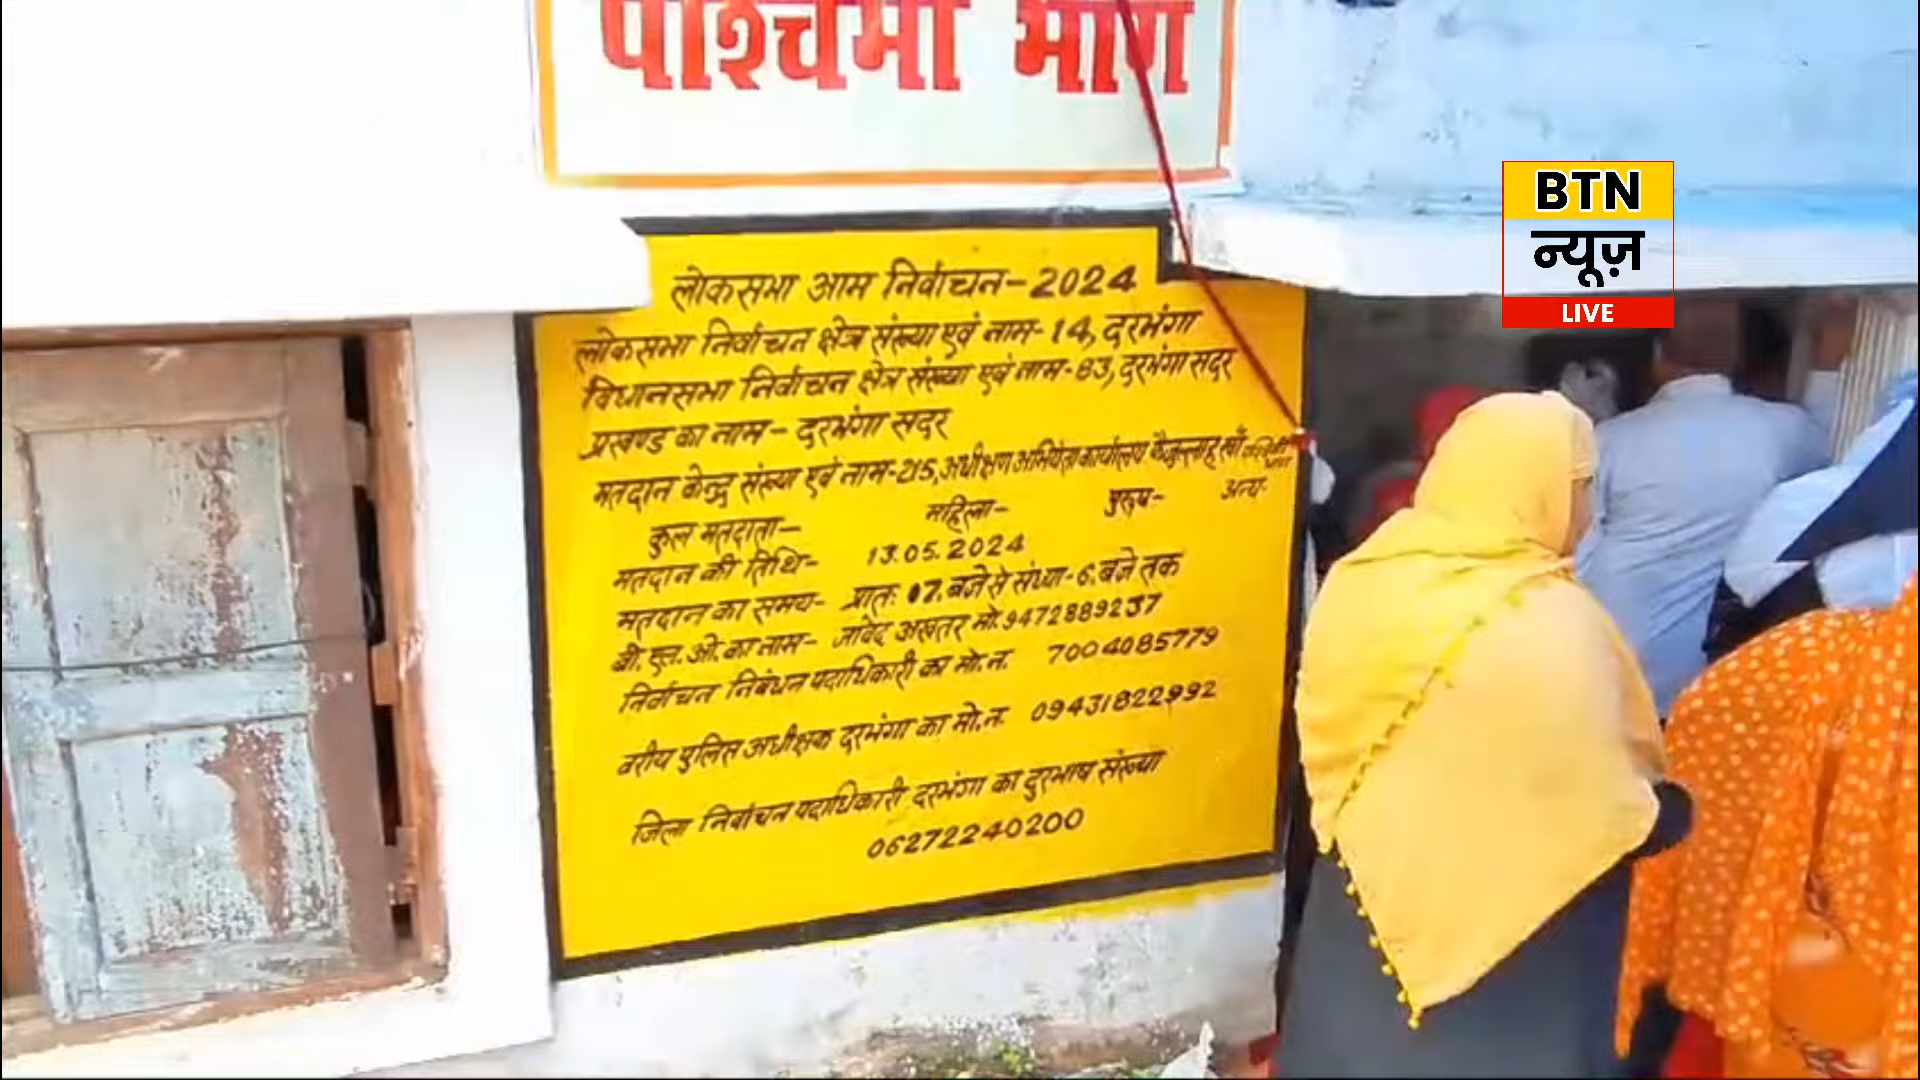 पश्चिमी भाग
BTN
न्यूज़
LIVE
लोकसभा आम निर्वाचन-2024
लोकसभा निर्वाचन क्षेत्र संख्या एवं नाम-14, दरभंगा
विधानसभा निर्वाचन क्षेत्र संख्या एवं नाम-83, दरभंगा सदर
प्रखण्ड का नाम- दरभंगा सदर
मतदान केन्द्र संख्या एवं नाम-215, अधीक्षण अभियंता कार्यालय फैजुल्लाह खाँ
कुल मतदाता- महिला- पुरुष- अन्य-
मतदान की तिथि- 13.05.2024
मतदान का समय- प्रातः 07. बजे से संध्या-6. बजे तक
बी.एल.ओ. का नाम- जावेद अख्तर मो. 9472889237
निर्वाचन निबंधन पदाधिकारी का मो.न. 7004085779
वरीय पुलिस अधीक्षक दरभंगा का मो.न. 09431822992
जिला निर्वाचन पदाधिकारी, दरभंगा का दुरभाष संख्या
06272240200